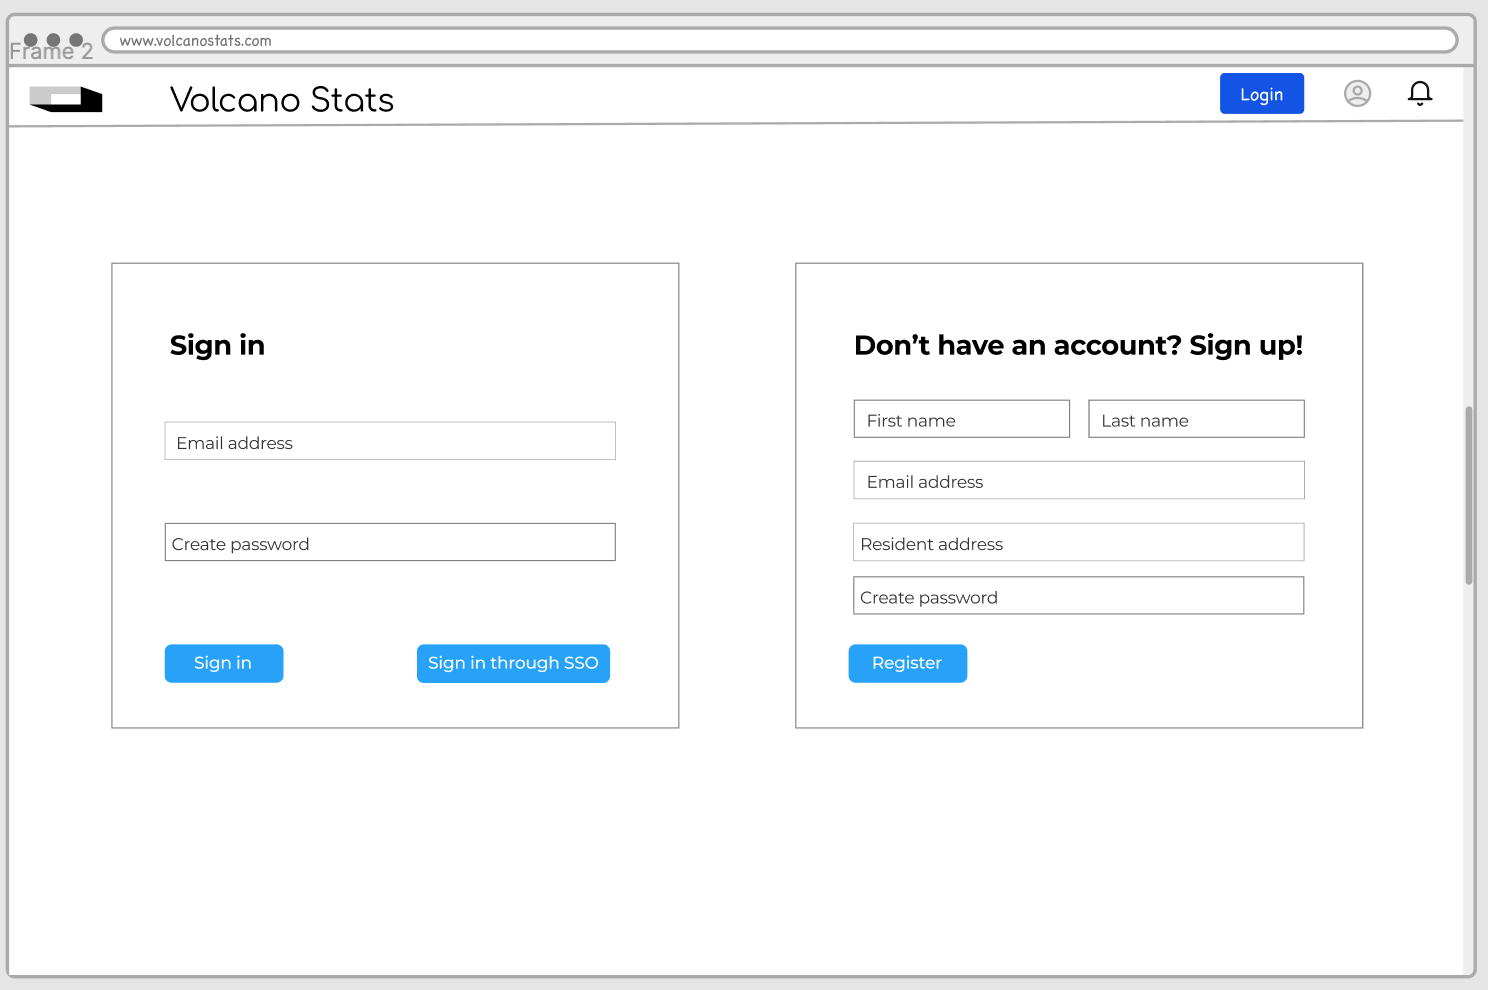 Frame 2
www.volcanostats.com
Volcano Stats
Login
Sign in
Email address
Create password
Sign in
Sign in through SSO
Don’t have an account? Sign up!
First name
Last name
Email address
Resident address
Create password
Register